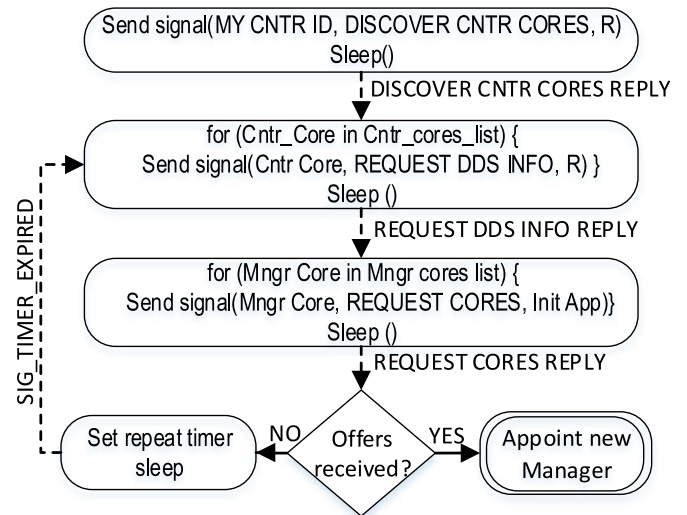 Send signal(MY CNTR ID, DISCOVER CNTR CORES, R)
Sleep()
DISCOVER CNTR CORES REPLY
for (Cntr_Core in Cntr_cores_list) {
Send signal(Cntr Core, REQUEST DDS INFO, R) }
Sleep ()
REQUEST DDS INFO REPLY
for (Mngr Core in Mngr cores list) {
Send signal(Mngr Core, REQUEST CORES, Init App)}
Sleep ()
REQUEST CORES REPLY
SIG_TIMER_EXPIRED
Set repeat timer
sleep
NO
Offers
received?
YES
Appoint new
Manager